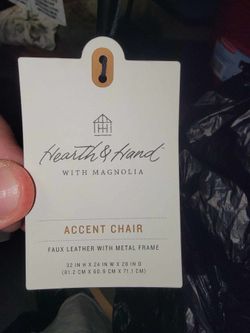 Hearth & Hand
WITH MAGNOLIA
ACCENT CHAIR
FAUX LEATHER WITH METAL FRAME
32 IN H X 24 IN W X 28 IN D
(81.2 CM X 60.9 CM X 71.1 CM)